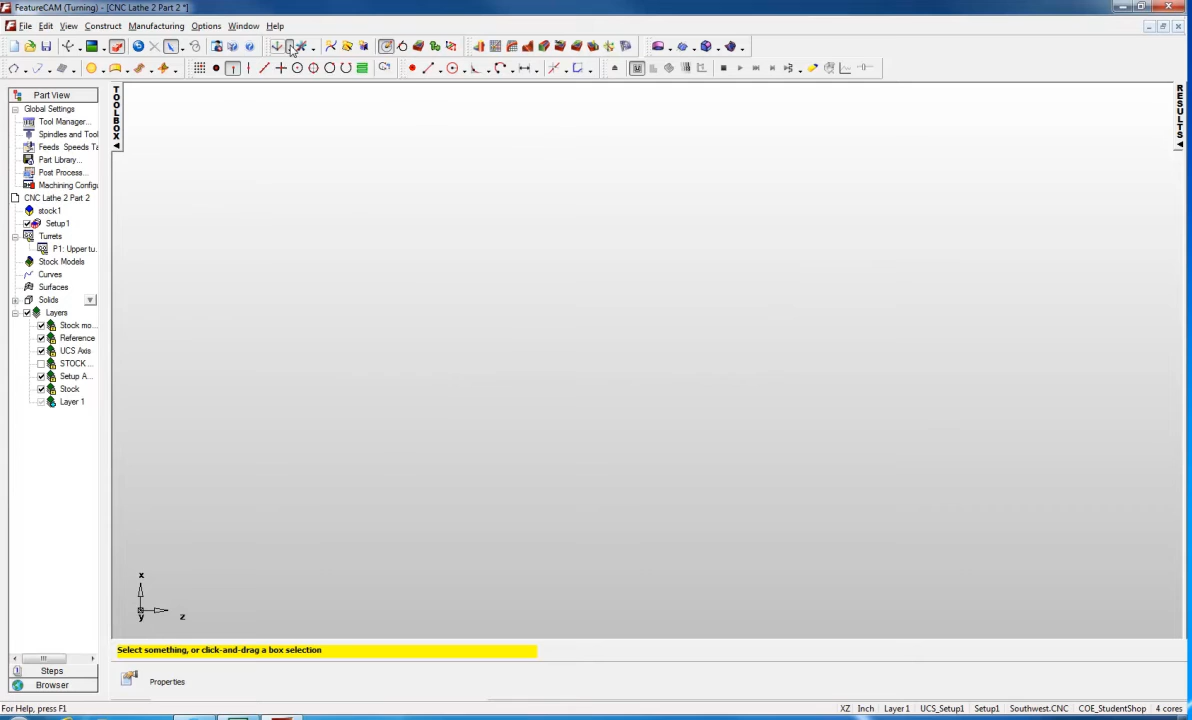 FeatureCAM (Turning) - [CNC Lathe 2 Part 2 *]
File Edit View Construct Manufacturing Options Window Help
Part View
Global Settings
Tool Manager...
Spindles and Tool
Feeds Speeds Ta
Part Library...
Post Process...
Machining Configu
CNC Lathe 2 Part 2
stock1
Setup1
Turrets
P1: Upper tu.
Stock Models
Curves
Surfaces
Solids
Layers
Stock mo...
Reference
UCS Axis
STOCK ...
Setup A...
Stock
Layer 1
Steps
Browser
TOOLBOX
RESULTS
x
y
z
Select something, or click-and-drag a box selection
Properties
For Help, press F1
XZ Inch Layer 1 UCS_Setup1 Setup1 Southwest.CNC COE_StudentShop 4 cores